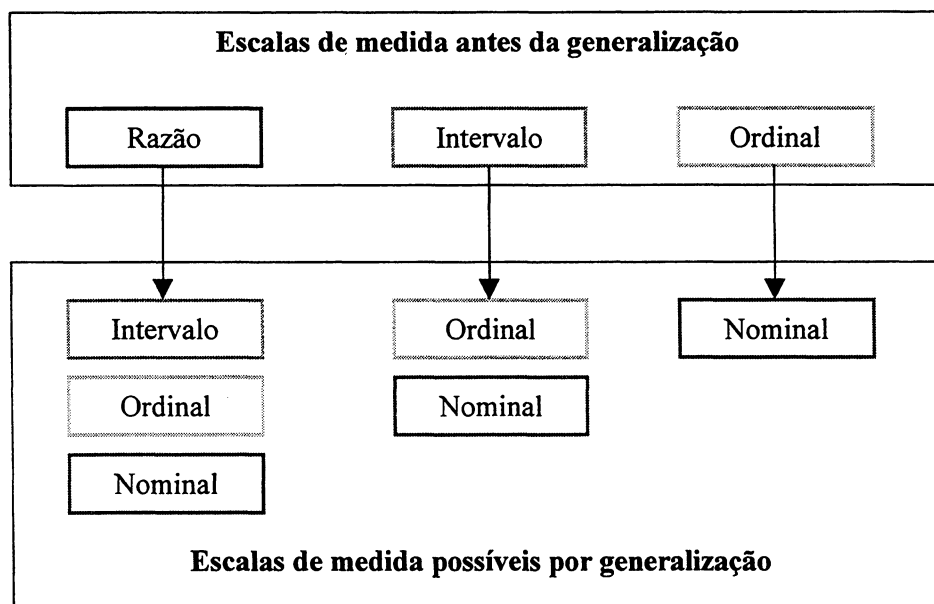 Escalas de medida antes da generalização
Razão Intervalo Ordinal
Intervalo Ordinal Nominal
Ordinal Nominal
Nominal
Escalas de medida possíveis por generalização